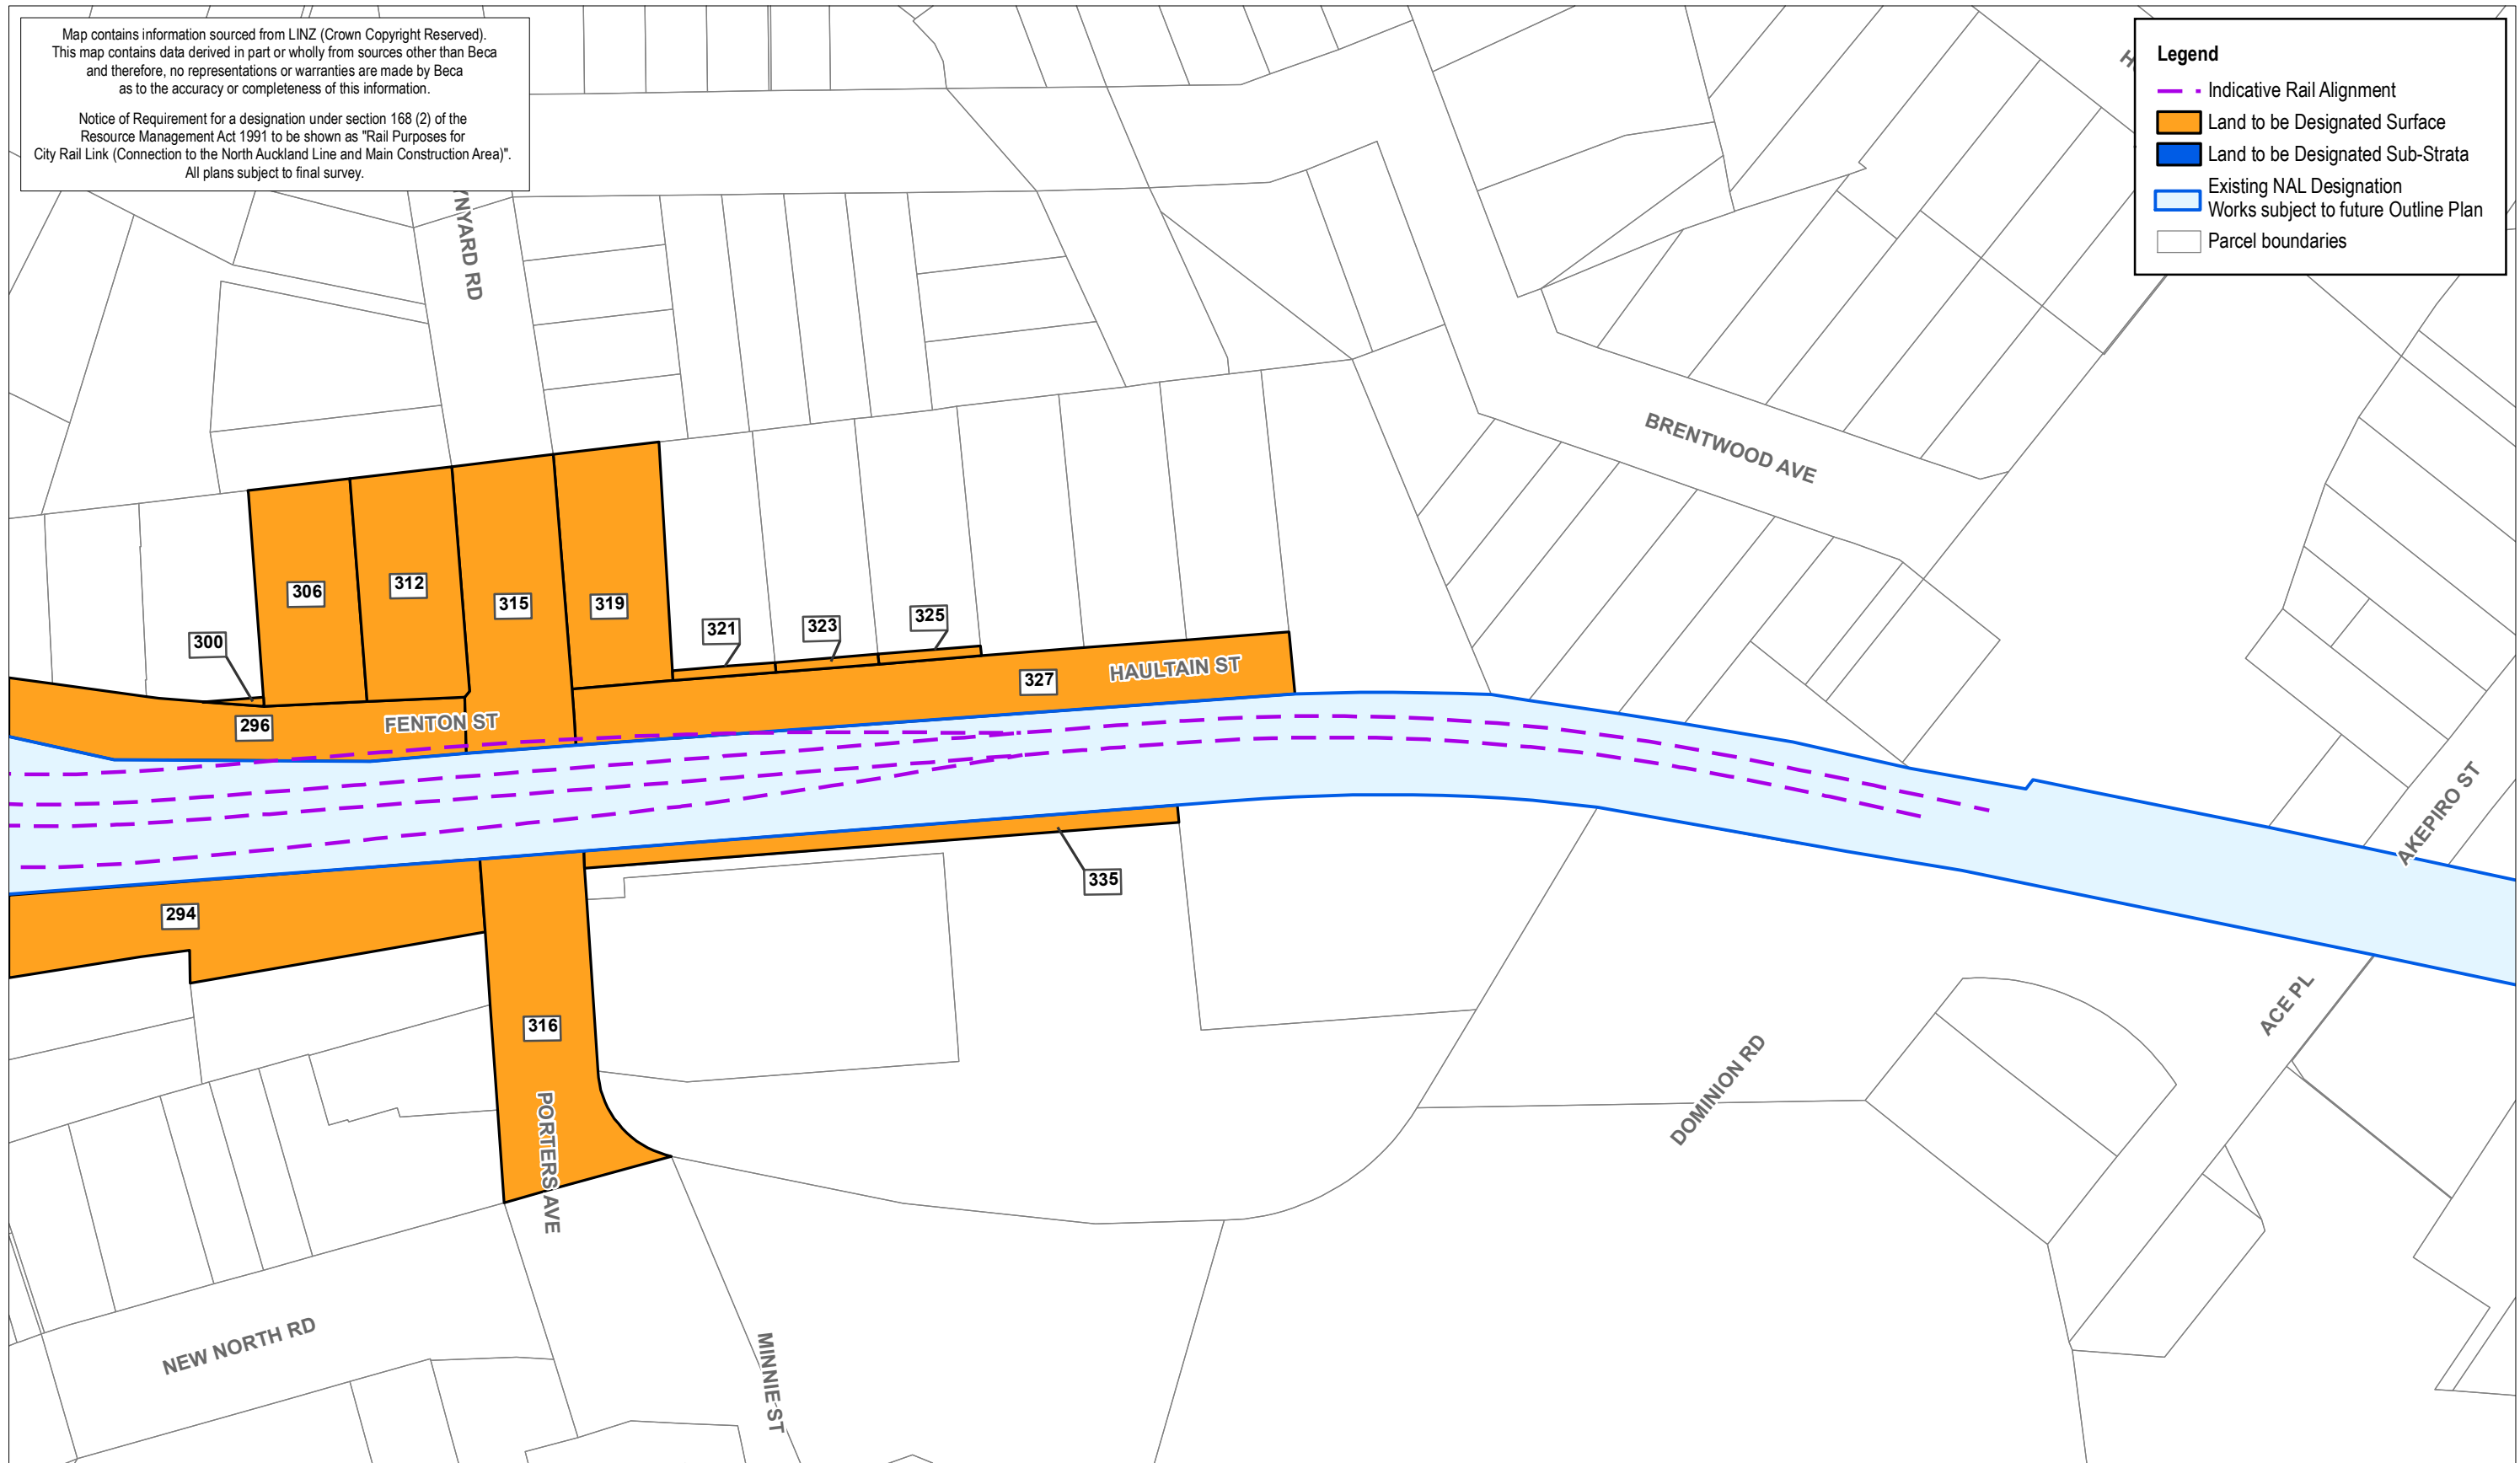 Map contains information sourced from LINZ (Crown Copyright Reserved).
This map contains data derived in part or wholly from sources other than Beca
and therefore, no representations or warranties are made by Beca
as to the accuracy or completeness of this information.
Notice of Requirement for a designation under section 168 (2) of the
Resource Management Act 1991 to be shown as "Rail Purposes for
City Rail Link (Connection to the North Auckland Line and Main Construction Area)".
All plans subject to final survey.
Legend
Indicative Rail Alignment
Land to be Designated Surface
Land to be Designated Sub-Strata
Existing NAL Designation
Works subject to future Outline Plan
Parcel boundaries
NYARD RD
BRENTWOOD AVE
306
312
315
319
300
321
323
325
296
FENTON ST
327
HAULTAIN ST
AKEPIRO ST
335
294
316
ACE PL
DOMINION RD
PORTERS AVE
NEW NORTH RD
MINNIE ST